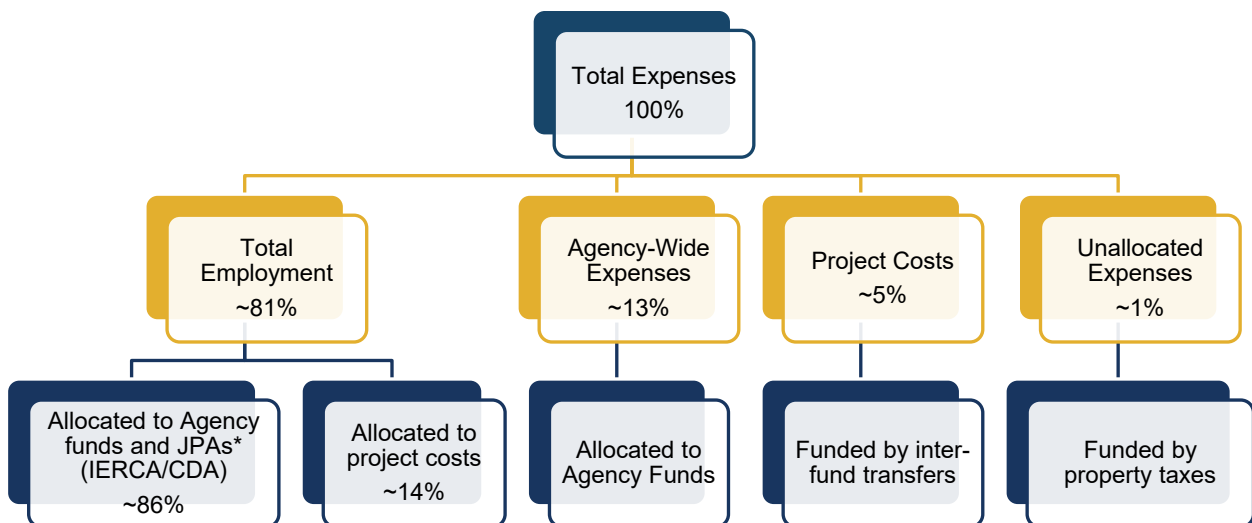 Total Expenses
100%
Total
Employment
~81%
Agency-Wide
Expenses
~13%
Project Costs
~5%
Unallocated
Expenses
~1%
Allocated to Agency
funds and JPAs*
(IERCA/CDA)
~86%
Allocated to
project costs
~14%
Allocated to
Agency Funds
Funded by inter-
fund transfers
Funded by
property taxes